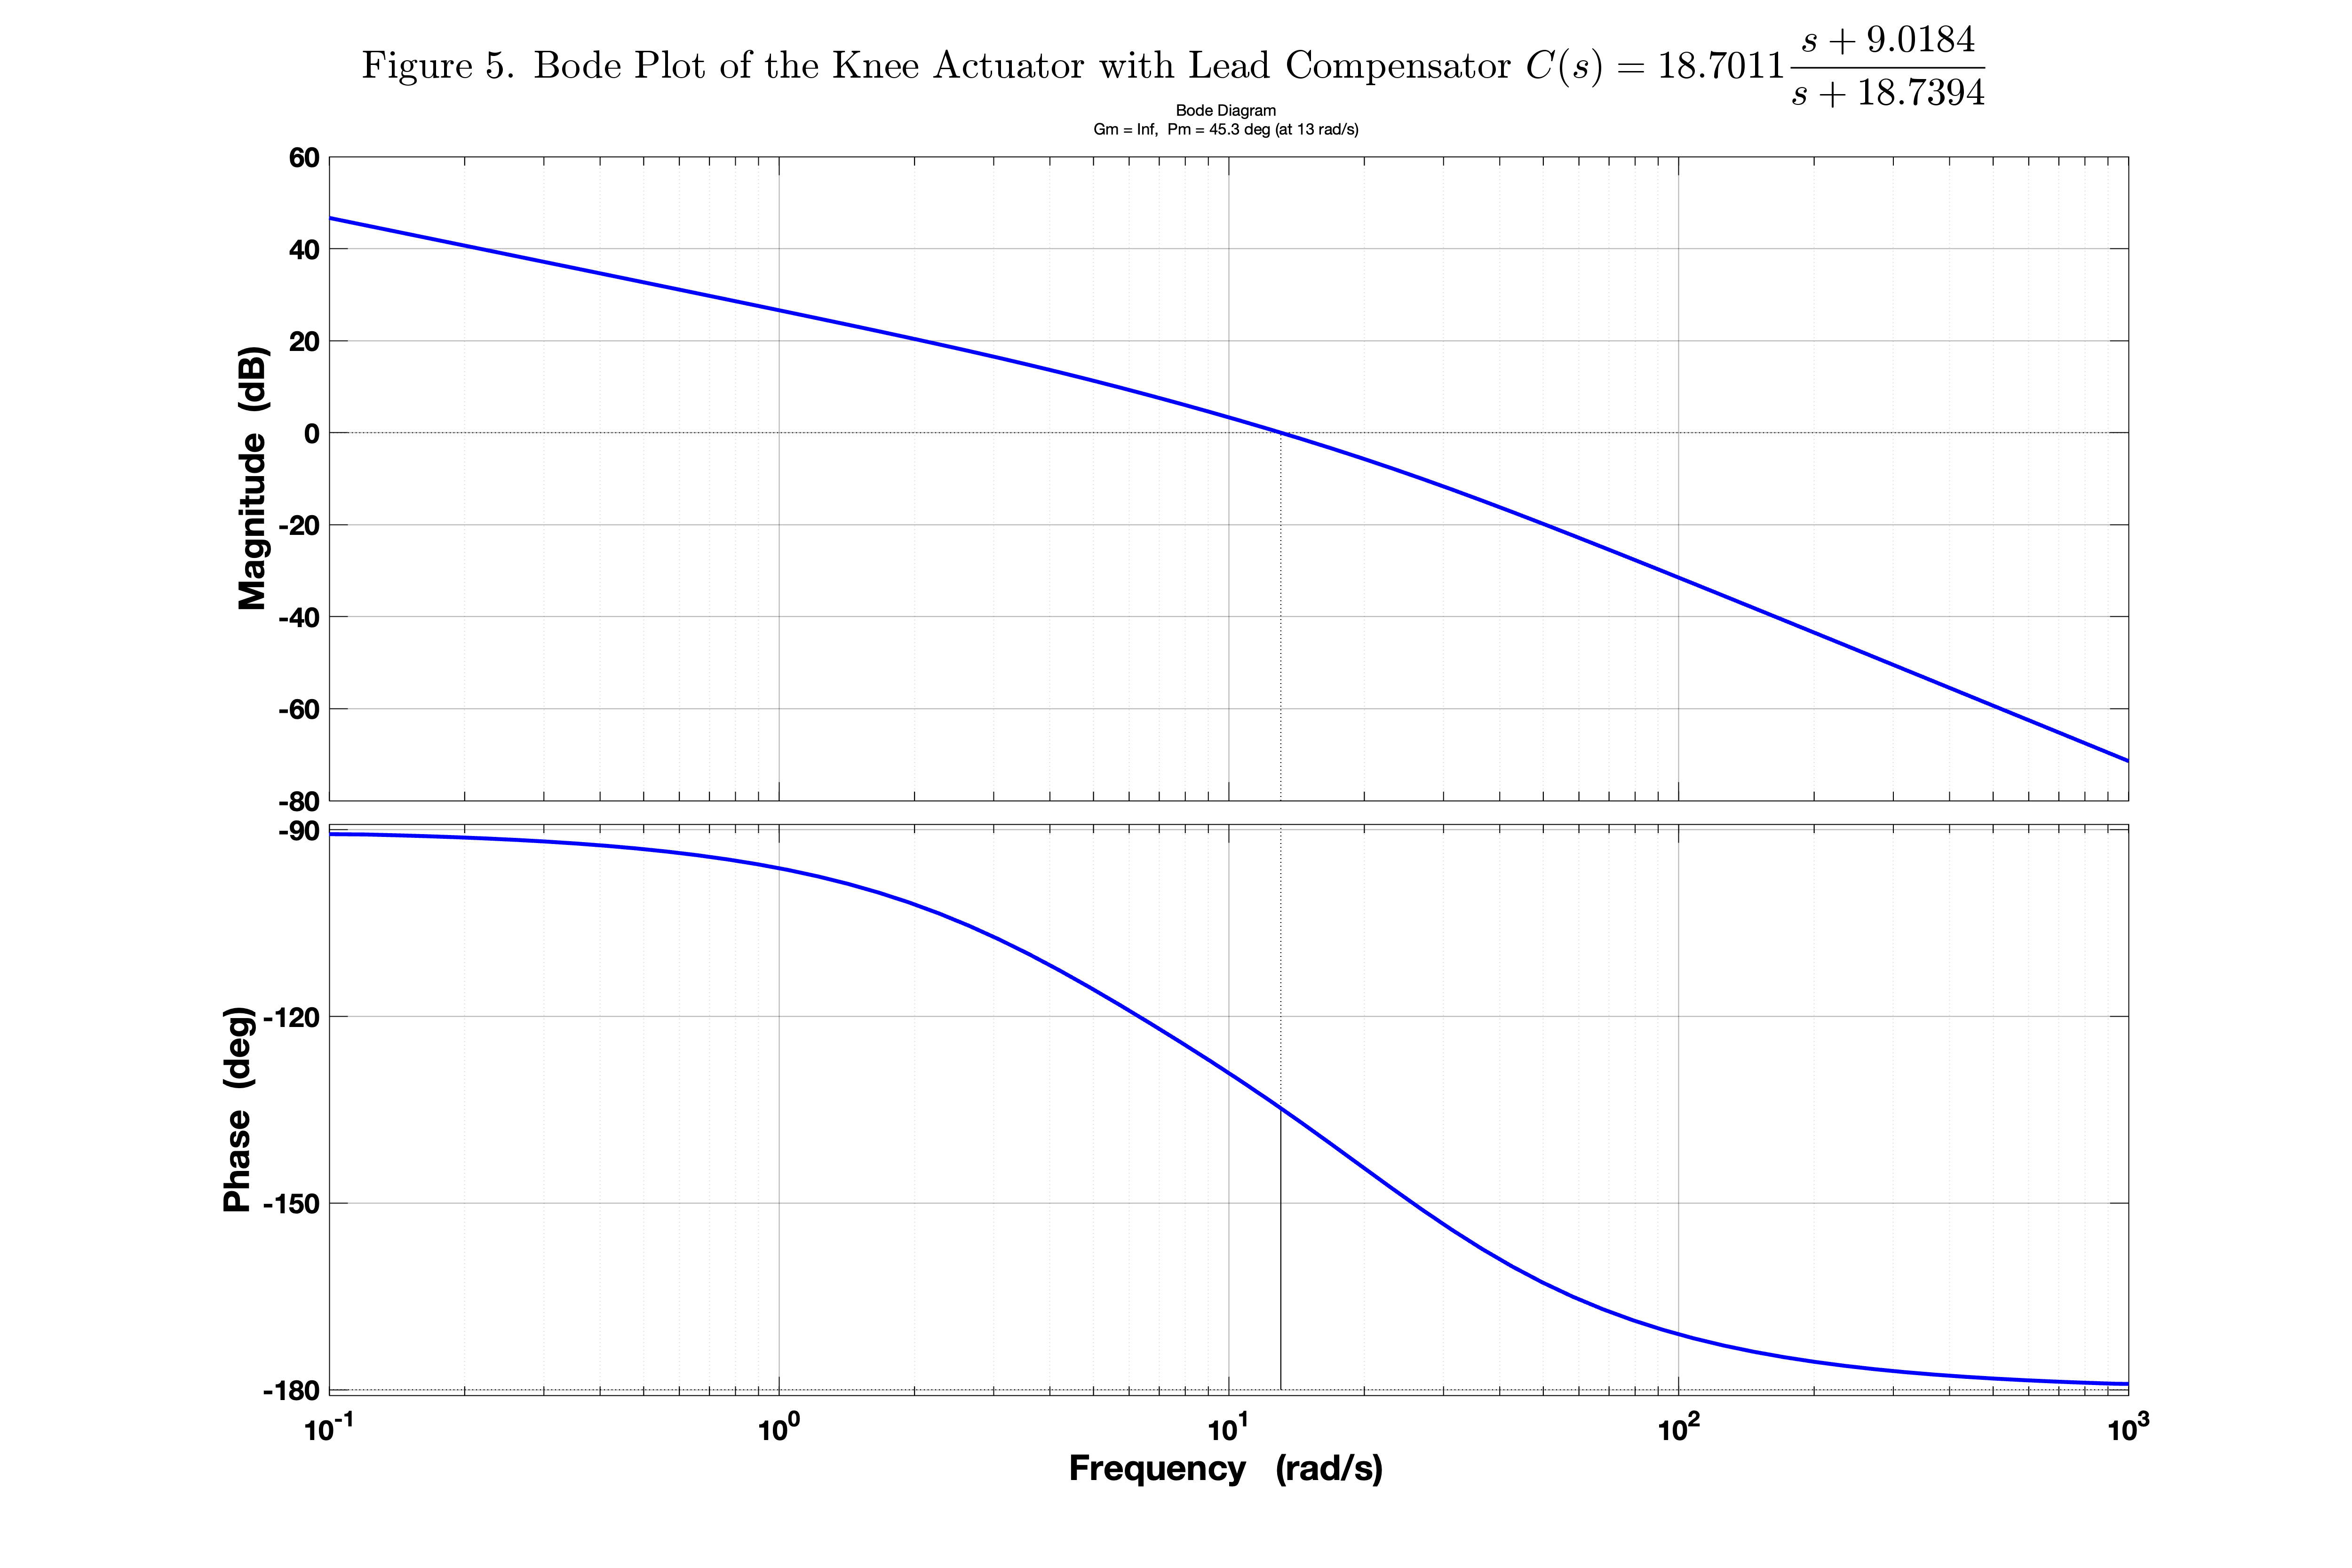 Figure 5. Bode Plot of the Knee Actuator with Lead Compensator C(s) = 18.7011 \frac{s + 9.0184}{s + 18.7394}
Bode Diagram
Gm = Inf, Pm = 45.3 deg (at 13 rad/s)
Magnitude (dB)
60
40
20
0
-20
-40
-60
-80
Phase (deg)
-90
-120
-150
-180
10^-1 10^0 10^1 10^2 10^3
Frequency (rad/s)